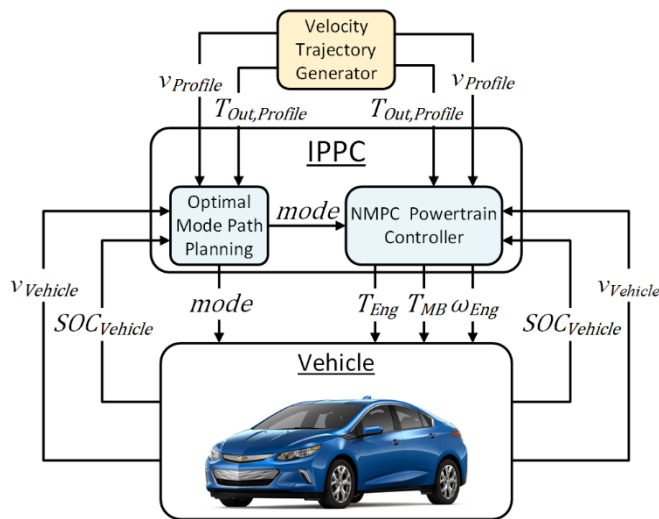 Velocity
Trajectory
Generator
vProfile
vProfile
TOut,Profile
TOut,Profile
IPPC
Optimal
Mode Path
Planning
mode
NMPC Powertrain
Controller
vVehicle
vVehicle
mode
TEng
TMB
ωEng
SOCVehicle
SOCVehicle
Vehicle